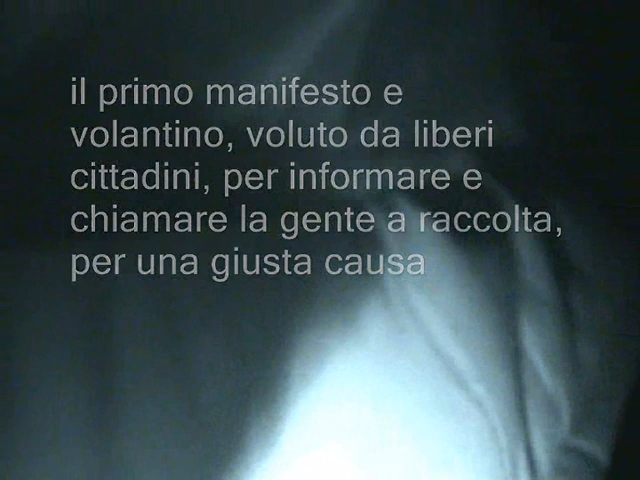 il primo manifesto e
volantino, voluto da liberi
cittadini, per informare e
chiamare la gente a raccolta,
per una giusta causa